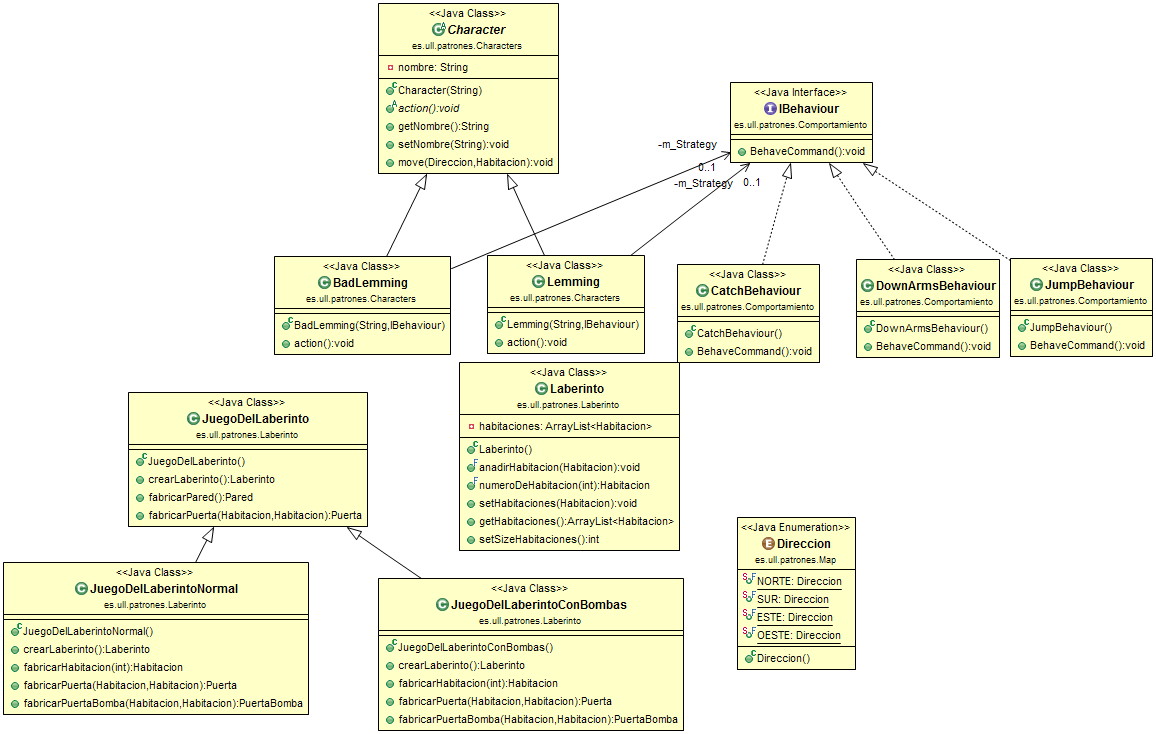 <<Java Class>>
Character
es.ull.patrones.Characters
nombre: String
Character(String)
action():void
getNombre():String
setNombre(String):void
move(Direccion,Habitacion):void
<<Java Interface>>
IBehaviour
es.ull.patrones.Comportamiento
BehaveCommand():void
-m_Strategy
0..1
-m_Strategy
0..1
<<Java Class>>
BadLemming
es.ull.patrones.Characters
BadLemming(String,IBehaviour)
action():void
<<Java Class>>
Lemming
es.ull.patrones.Characters
Lemming(String,IBehaviour)
action():void
<<Java Class>>
CatchBehaviour
es.ull.patrones.Comportamiento
CatchBehaviour()
BehaveCommand():void
<<Java Class>>
DownArmsBehaviour
es.ull.patrones.Comportamiento
DownArmsBehaviour()
BehaveCommand():void
<<Java Class>>
JumpBehaviour
es.ull.patrones.Comportamiento
JumpBehaviour()
BehaveCommand():void
<<Java Class>>
JuegoDelLaberinto
es.ull.patrones.Laberinto
JuegoDelLaberinto()
crearLaberinto():Laberinto
fabricarPared():Pared
fabricarPuerta(Habitacion,Habitacion):Puerta
<<Java Class>>
Laberinto
es.ull.patrones.Laberinto
habitaciones: ArrayList<Habitacion>
Laberinto()
anadirHabitacion(Habitacion):void
numeroDeHabitacion(int):Habitacion
setHabitaciones(Habitacion):void
getHabitaciones():ArrayList<Habitacion>
setSizeHabitaciones():int
<<Java Enumeration>>
Direccion
es.ull.patrones.Map
NORTE: Direccion
SUR: Direccion
ESTE: Direccion
OESTE: Direccion
Direccion()
<<Java Class>>
JuegoDelLaberintoNormal
es.ull.patrones.Laberinto
JuegoDelLaberintoNormal()
crearLaberinto():Laberinto
fabricarHabitacion(int):Habitacion
fabricarPuerta(Habitacion,Habitacion):Puerta
fabricarPuertaBomba(Habitacion,Habitacion):PuertaBomba
<<Java Class>>
JuegoDelLaberintoConBombas
es.ull.patrones.Laberinto
JuegoDelLaberintoConBombas()
crearLaberinto():Laberinto
fabricarHabitacion(int):Habitacion
fabricarPuerta(Habitacion,Habitacion):Puerta
fabricarPuertaBomba(Habitacion,Habitacion):PuertaBomba